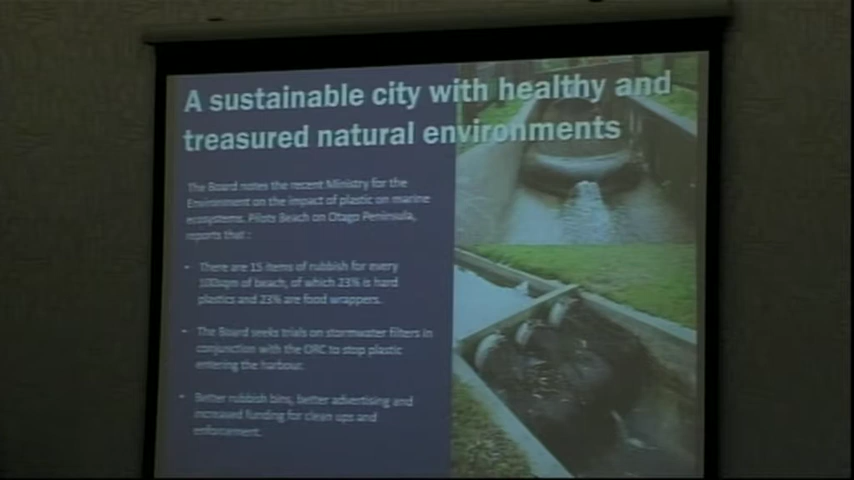 A sustainable city with healthy and
treasured natural environments
The Board notes the recent Ministry for the
Environment on the impact of plastic on marine
ecosystems. Pilots Beach on Otago Peninsula,
reports that :
• There are 15 items of rubbish for every
100sqm of beach, of which 23% is hard
plastics and 23% are food wrappers.
• The Board seeks trials on stormwater filters in
conjunction with the ORC to stop plastic
entering the harbour.
• Better rubbish bins, better advertising and
increased funding for clean ups and
enforcement.